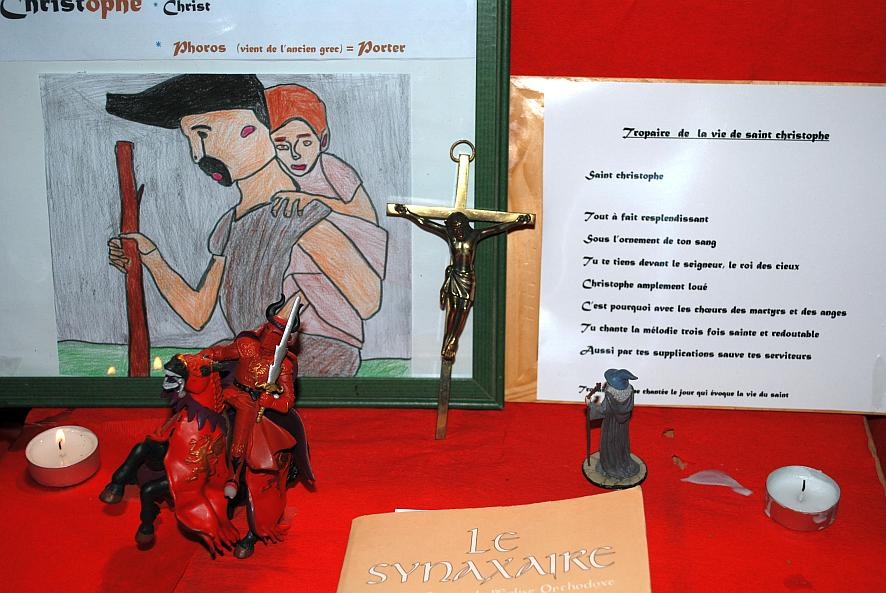 Christophe * Christ
* Phoros (vient de l'ancien grec) = Porter
Tropaire de la vie de saint christophe
Saint christophe
Tout à fait resplendissant
Sous l'ornement de ton sang
Tu te tiens devant le seigneur, le roi des cieux
Christophe amplement loué
C'est pourquoi avec les chœurs des martyrs et des anges
Tu chante la mélodie trois fois sainte et redoutable
Aussi par tes supplications sauve tes serviteurs
chantée le jour qui évoque la vie du saint
Le
Synaxaire
de l'Eglise Orthodoxe